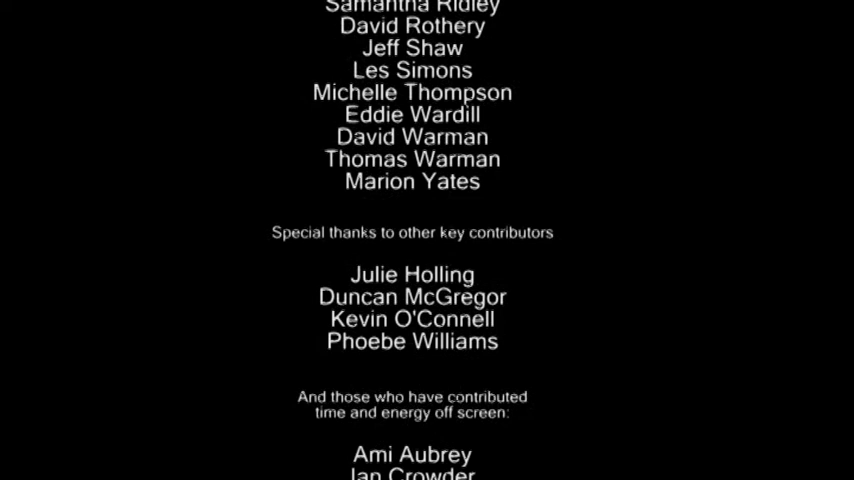 Samantha Ridley
David Rothery
Jeff Shaw
Les Simons
Michelle Thompson
Eddie Wardill
David Warman
Thomas Warman
Marion Yates
Special thanks to other key contributors
Julie Holling
Duncan McGregor
Kevin O'Connell
Phoebe Williams
And those who have contributed
time and energy off screen:
Ami Aubrey
Ian Crowder